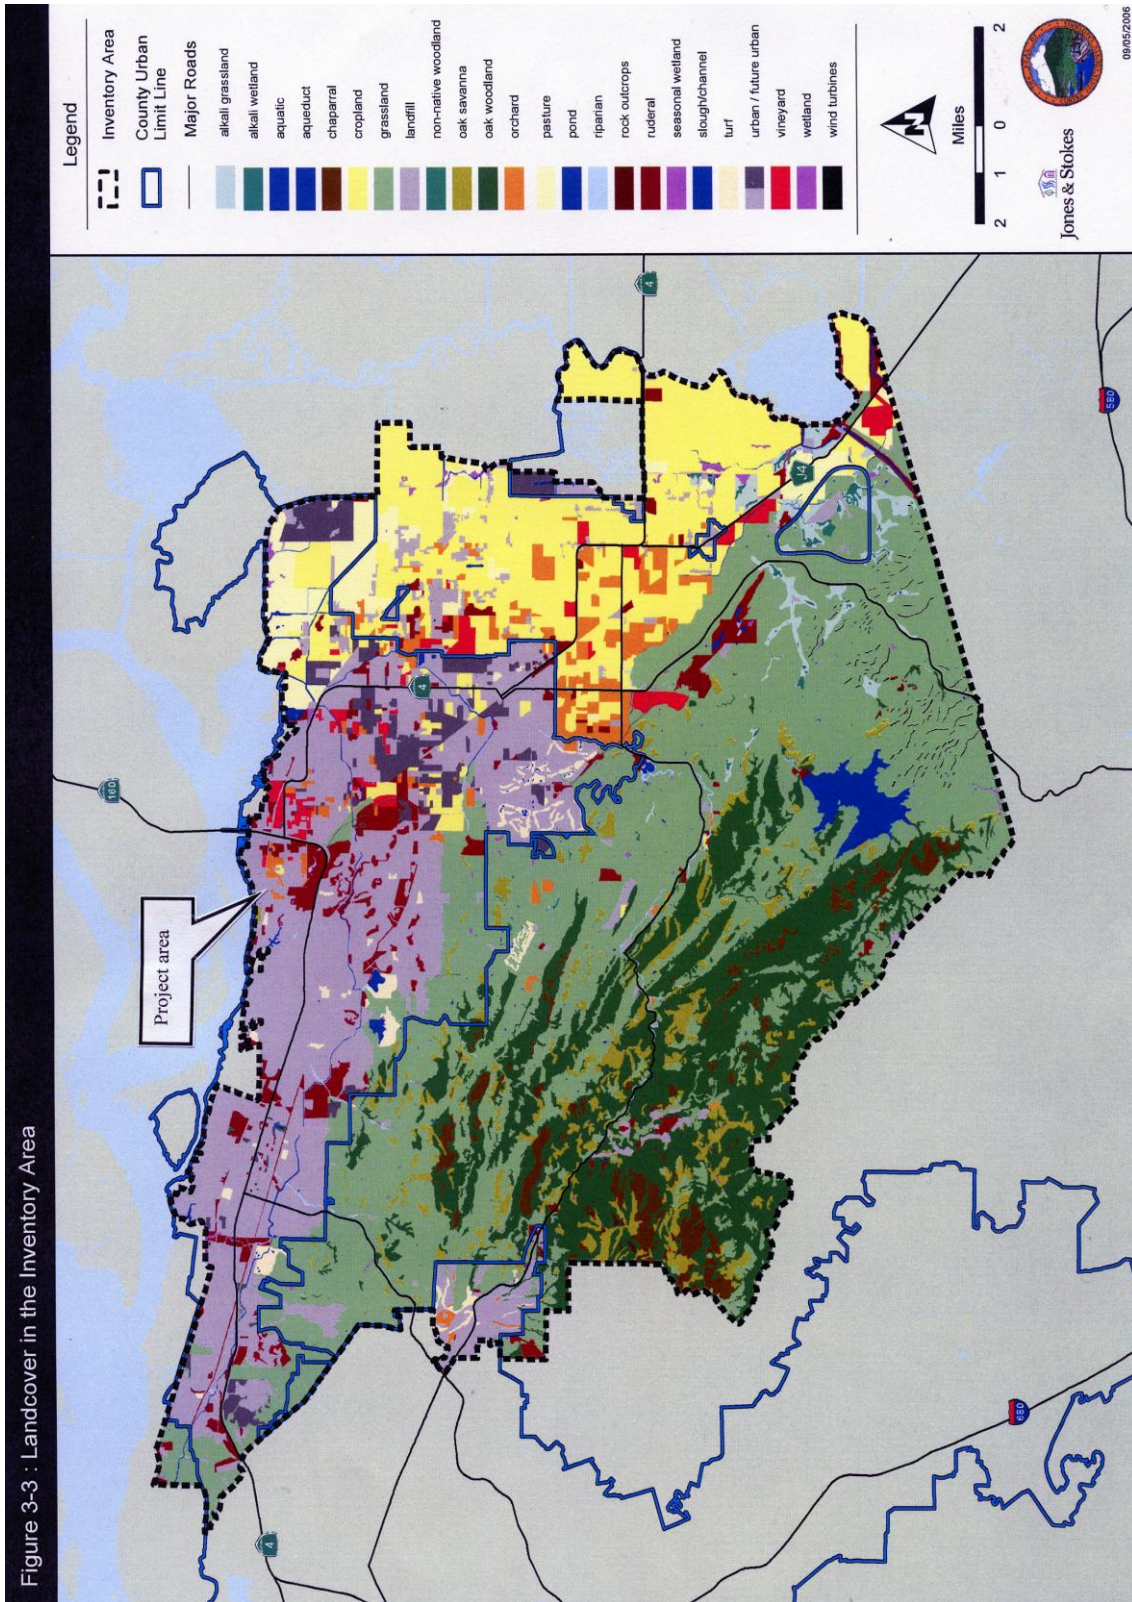 Figure 3-3 : Landcover in the Inventory Area
Project area
160
4
4
4
J4
580
680
Legend
Inventory Area
County Urban
Limit Line
Major Roads
alkali grassland
alkali wetland
aquatic
aqueduct
chaparral
cropland
grassland
landfill
non-native woodland
oak savanna
oak woodland
orchard
pasture
pond
riparian
rock outcrops
ruderal
seasonal wetland
slough/channel
turf
urban / future urban
vineyard
wetland
wind turbines
N
Miles
2
1
0
2
Jones & Stokes
09/05/2006